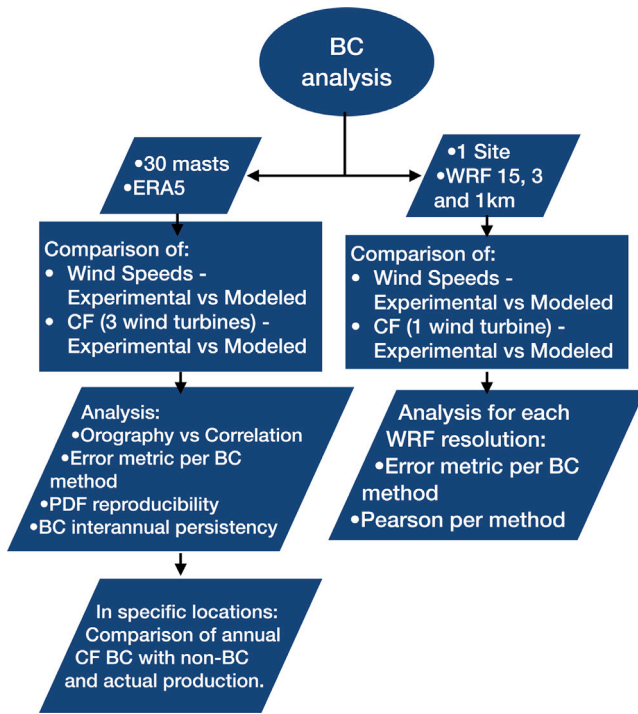 BC
analysis
•30 masts
•ERA5
Comparison of:
• Wind Speeds -
Experimental vs Modeled
• CF (3 wind turbines) -
Experimental vs Modeled
Analysis:
•Orography vs Correlation
•Error metric per BC
method
•PDF reproducibility
•BC interannual persistency
In specific locations:
Comparison of annual
CF BC with non-BC
and actual production.
•1 Site
•WRF 15, 3
and 1km
Comparison of:
• Wind Speeds -
Experimental vs Modeled
• CF (1 wind turbine) -
Experimental vs Modeled
Analysis for each
WRF resolution:
•Error metric per BC
method
•Pearson per method